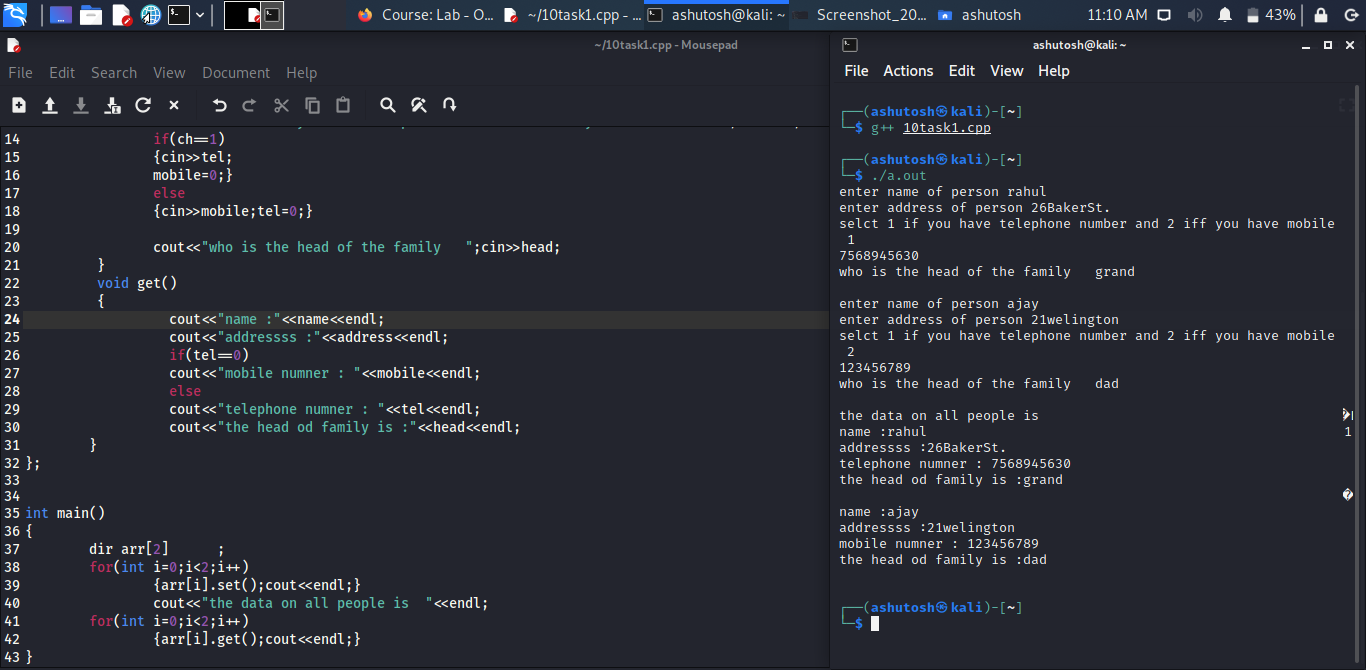 Course: Lab - O...
~/10task1.cpp - ...
ashutosh@kali: ~
Screenshot_20...
ashutosh
11:10 AM
43%
~/10task1.cpp - Mousepad
File Edit Search View Document Help
14 if(ch==1)
15 {cin>>tel;
16 mobile=0;}
17 else
18 {cin>>mobile;tel=0;}
19
20 cout<<"who is the head of the family   ";cin>>head;
21 }
22 void get()
23 {
24 cout<<"name :"<<name<<endl;
25 cout<<"addressss :"<<address<<endl;
26 if(tel==0)
27 cout<<"mobile numner : "<<mobile<<endl;
28 else
29 cout<<"telephone numner : "<<tel<<endl;
30 cout<<"the head od family is :"<<head<<endl;
31 }
32 };
33
34
35 int main()
36 {
37 dir arr[2]      ;
38 for(int i=0;i<2;i++)
39 {arr[i].set();cout<<endl;}
40 cout<<"the data on all people is  "<<endl;
41 for(int i=0;i<2;i++)
42 {arr[i].get();cout<<endl;}
43 }
ashutosh@kali: ~
File Actions Edit View Help
(ashutosh㉿kali)-[~]
$ g++ 10task1.cpp
(ashutosh㉿kali)-[~]
$ ./a.out
enter name of person rahul
enter address of person 26BakerSt.
selct 1 if you have telephone number and 2 iff you have mobile
1
7568945630
who is the head of the family   grand
enter name of person ajay
enter address of person 21welington
selct 1 if you have telephone number and 2 iff you have mobile
2
123456789
who is the head of the family   dad
the data on all people is
name :rahul
1
addressss :26BakerSt.
telephone numner : 7568945630
the head od family is :grand
name :ajay
addressss :21welington
mobile numner : 123456789
the head od family is :dad
(ashutosh㉿kali)-[~]
$